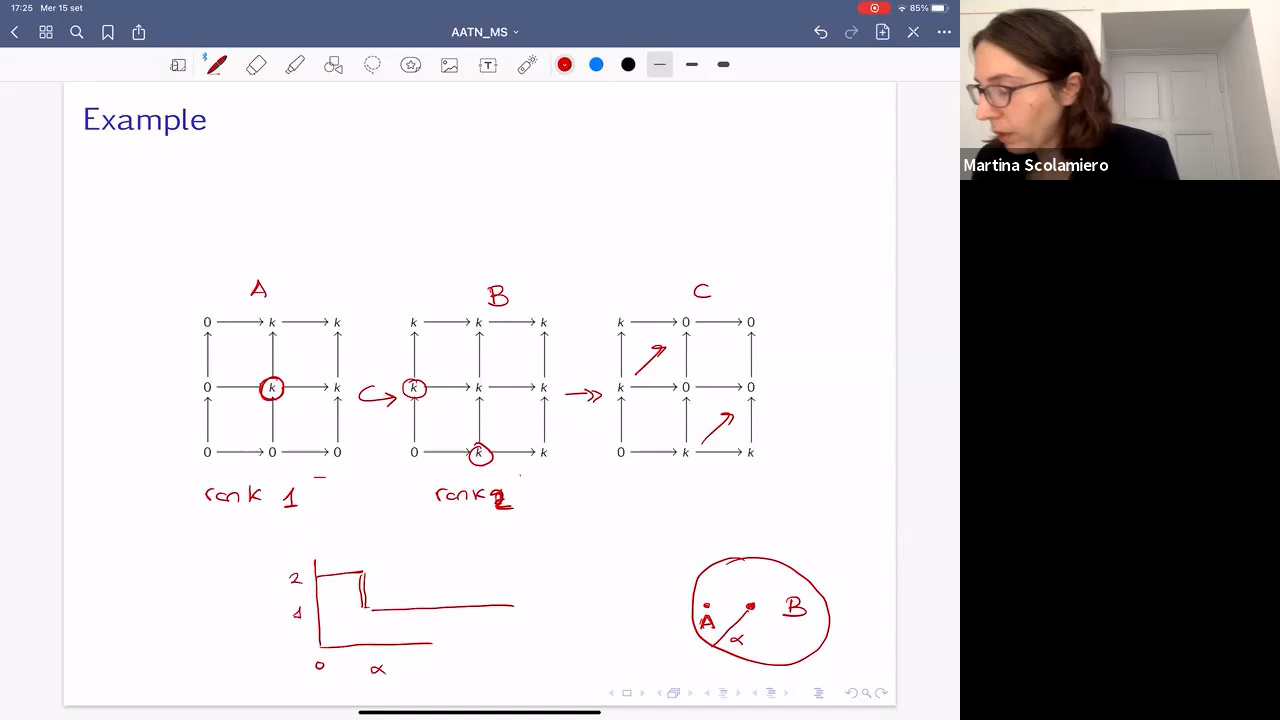 17:25 Mer 15 set
85%
AATN_MS
T
Example
A
B
C
0 k k
k k k
k 0 0
0 k k
k k k
k 0 0
0 0 0
0 k k
0 k k
rank 1
rank 2
2
1
0 α
A
B
α
Martina Scolamiero